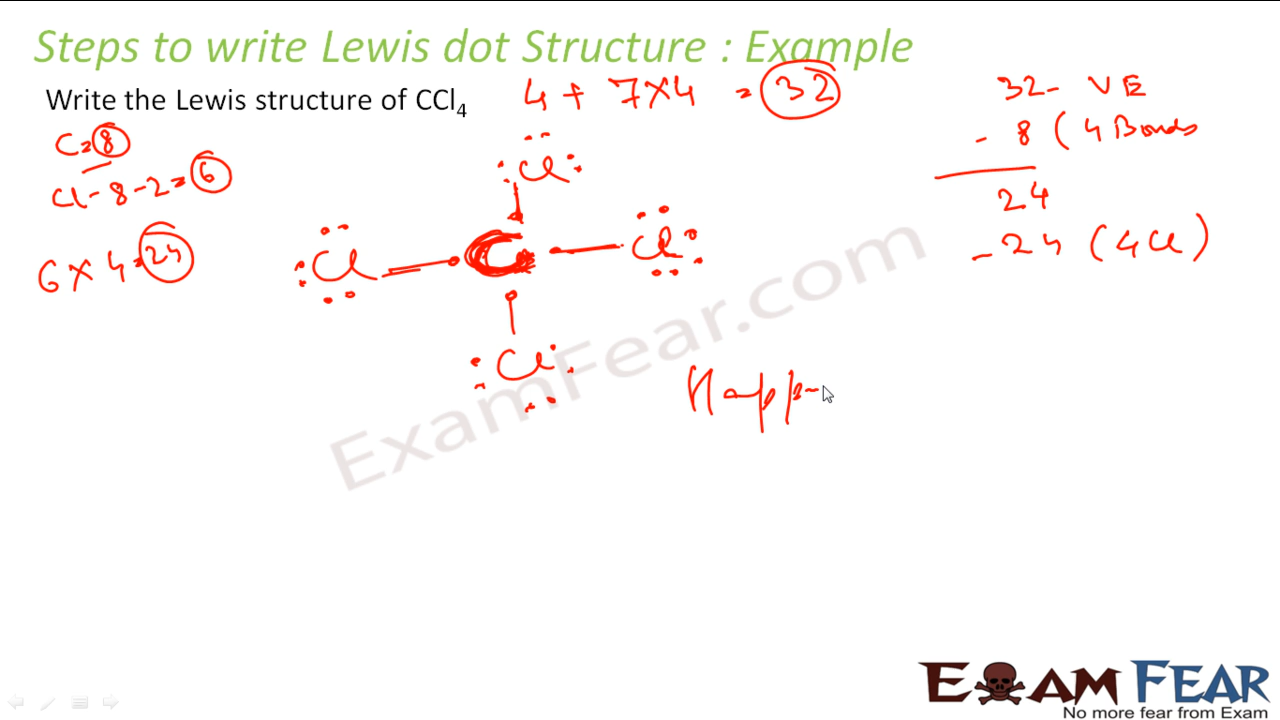 Steps to write Lewis dot Structure : Example
Write the Lewis structure of CCl4
4 + 7x4 = 32
32 - VE
- 8 ( 4 Bonds
24
- 24 ( 4 Cl )
C = 8
Cl - 8 - 2 = 6
6 x 4 = 24
Cl
Cl C Cl
Cl
Happ
ExamFear.com
EXAM FEAR
No more fear from Exam